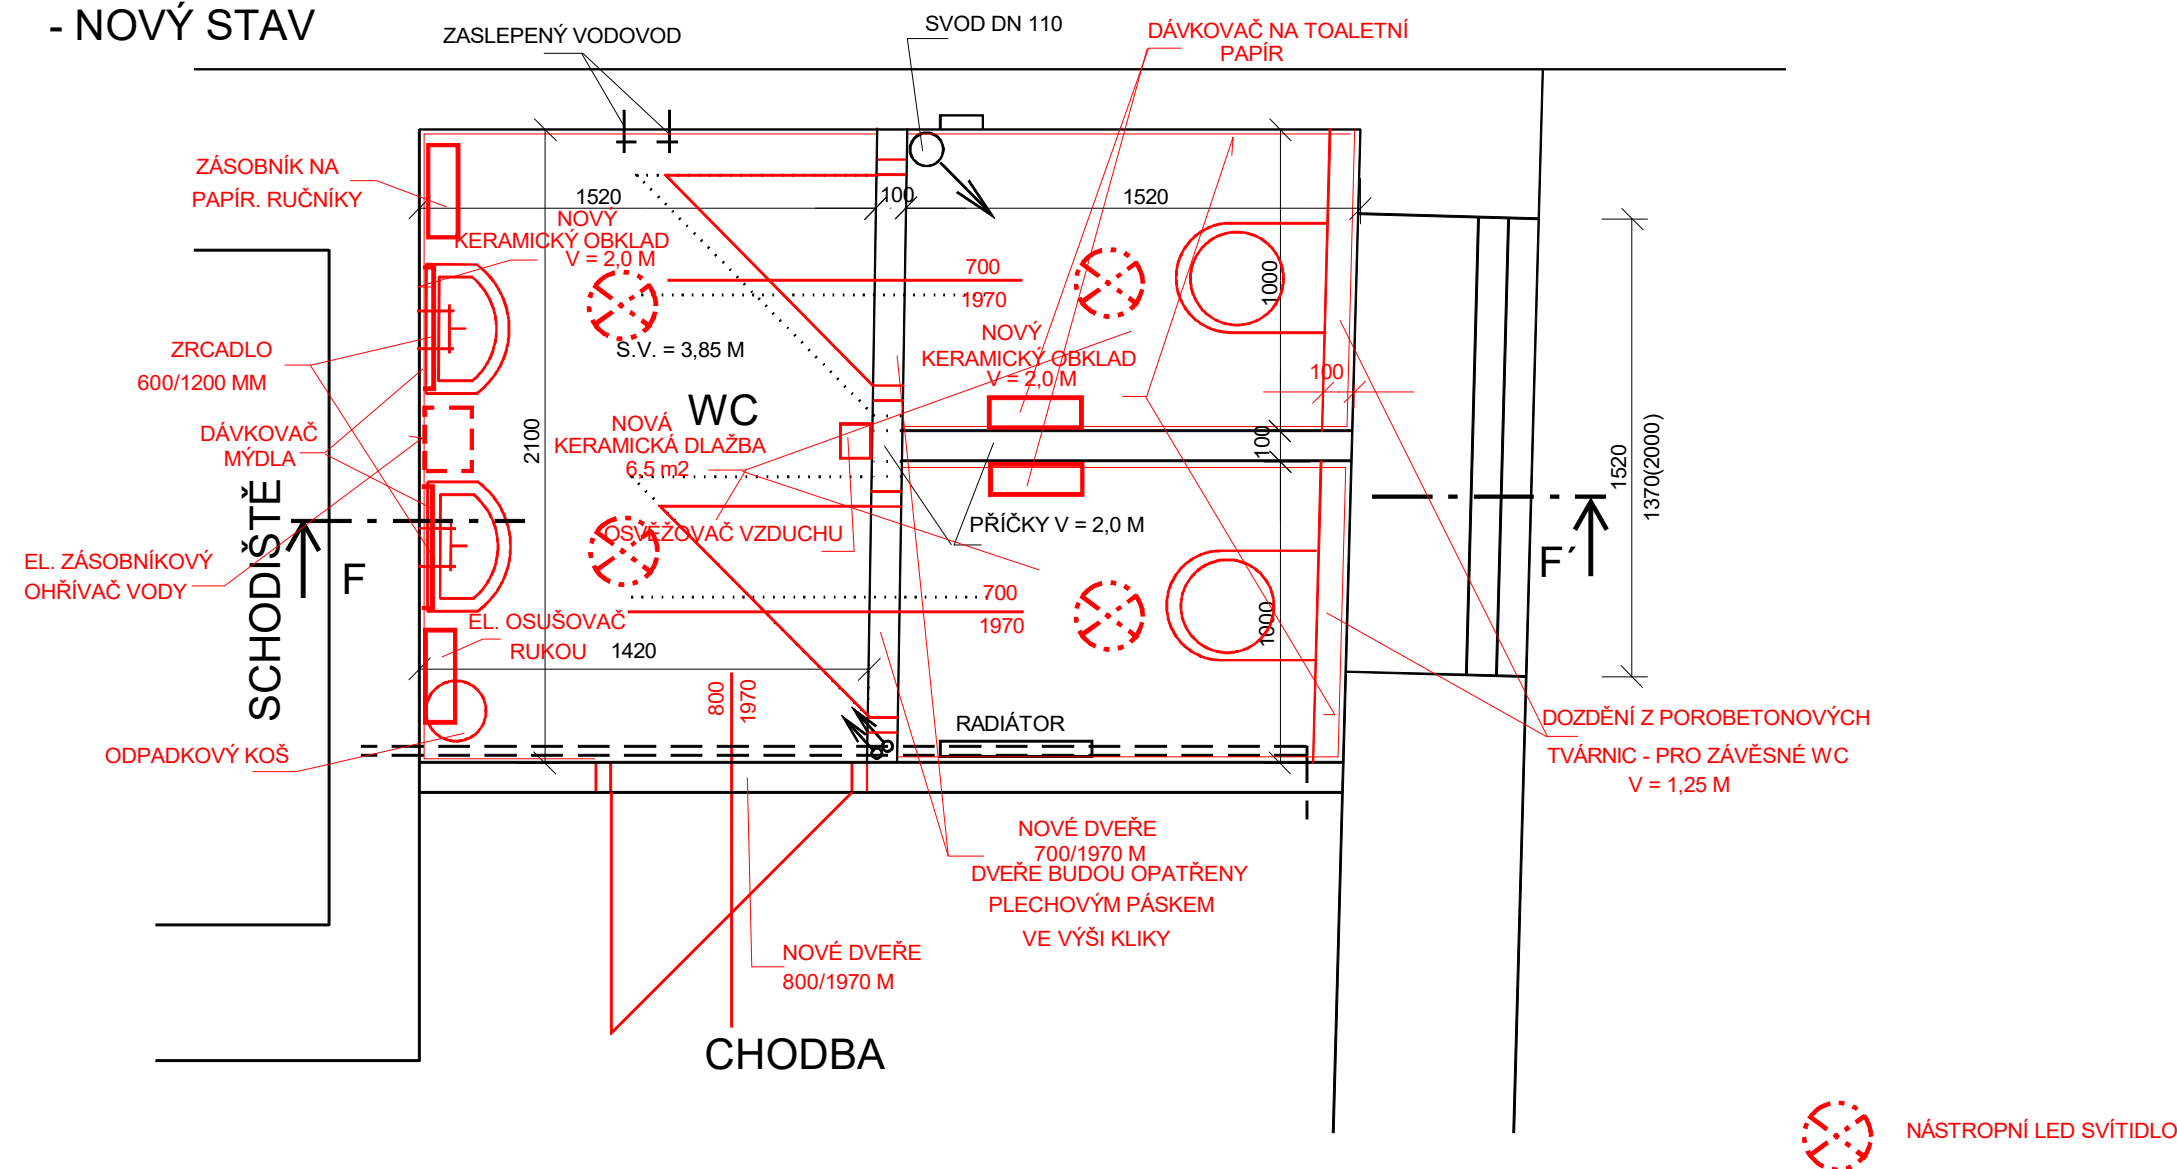 - NOVÝ STAV
ZASLEPENÝ VODOVOD
SVOD DN 110
DÁVKOVAČ NA TOALETNÍ
PAPÍR
ZÁSOBNÍK NA
PAPÍR. RUČNÍKY
1520
100
1520
NOVÝ
KERAMICKÝ OBKLAD
V = 2,0 M
700
1970
1000
NOVÝ
KERAMICKÝ OBKLAD
V = 2,0 M
S.V. = 3,85 M
ZRCADLO
600/1200 MM
100
WC
NOVÁ
KERAMICKÁ DLAŽBA
6,5 m2
2100
100
1520
1370(2000)
DÁVKOVAČ
MÝDLA
SCHODIŠTĚ
PŘÍČKY V = 2,0 M
OSVĚŽOVAČ VZDUCHU
EL. ZÁSOBNÍKOVÝ
OHŘÍVAČ VODY
F
F´
700
1970
1000
EL. OSUŠOVAČ
RUKOU
1420
800
1970
RADIÁTOR
ODPADKOVÝ KOŠ
DOZDĚNÍ Z POROBETONOVÝCH
TVÁRNIC - PRO ZÁVĚSNÉ WC
V = 1,25 M
NOVÉ DVEŘE
700/1970 M
DVEŘE BUDOU OPATŘENY
PLECHOVÝM PÁSKEM
VE VÝŠI KLIKY
NOVÉ DVEŘE
800/1970 M
CHODBA
NÁSTROPNÍ LED SVÍTIDLO